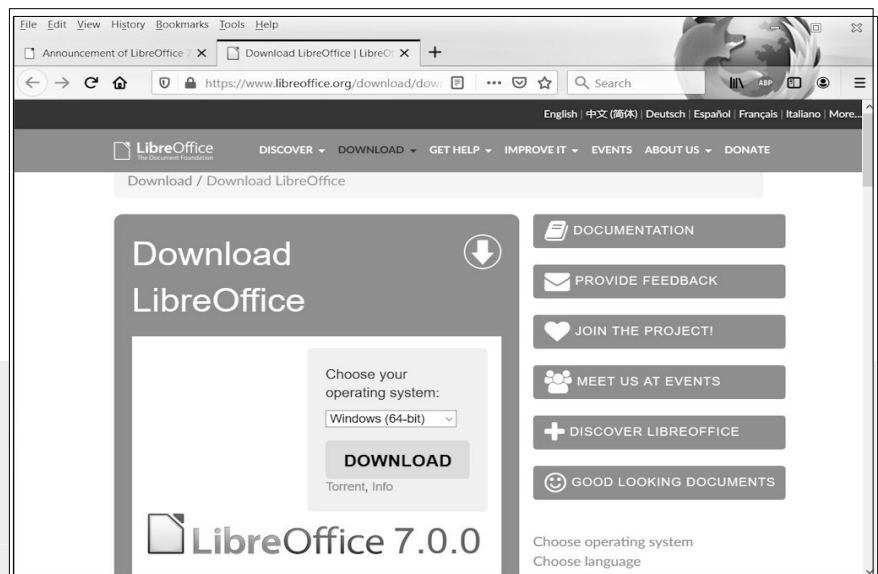 File Edit View History Bookmarks Tools Help
Announcement of LibreOffice 7
Download LibreOffice | LibreO
https://www.libreoffice.org/download/dow
Search
ABP
English | 中文 (简体) | Deutsch | Español | Français | Italiano | More...
LibreOffice
The Document Foundation
DISCOVER DOWNLOAD GET HELP IMPROVE IT EVENTS ABOUT US DONATE
Download / Download LibreOffice
Download
LibreOffice
Choose your
operating system:
Windows (64-bit)
DOWNLOAD
Torrent, Info
LibreOffice 7.0.0
DOCUMENTATION
PROVIDE FEEDBACK
JOIN THE PROJECT!
MEET US AT EVENTS
DISCOVER LIBREOFFICE
GOOD LOOKING DOCUMENTS
Choose operating system
Choose language